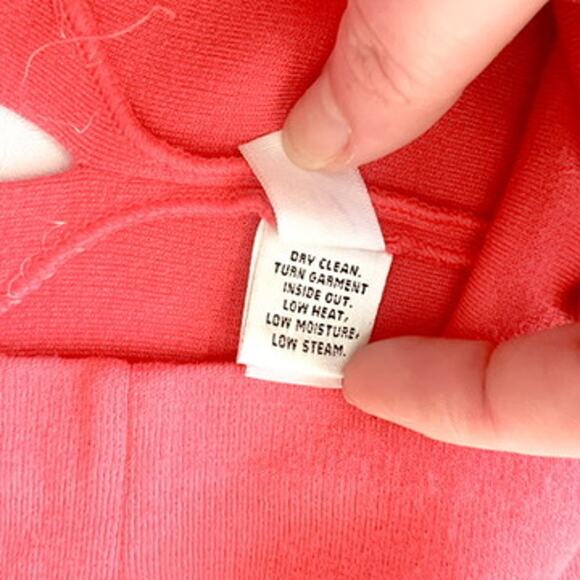 DRY CLEAN.
TURN GARMENT
INSIDE OUT.
LOW HEAT,
LOW MOISTURE,
LOW STEAM.